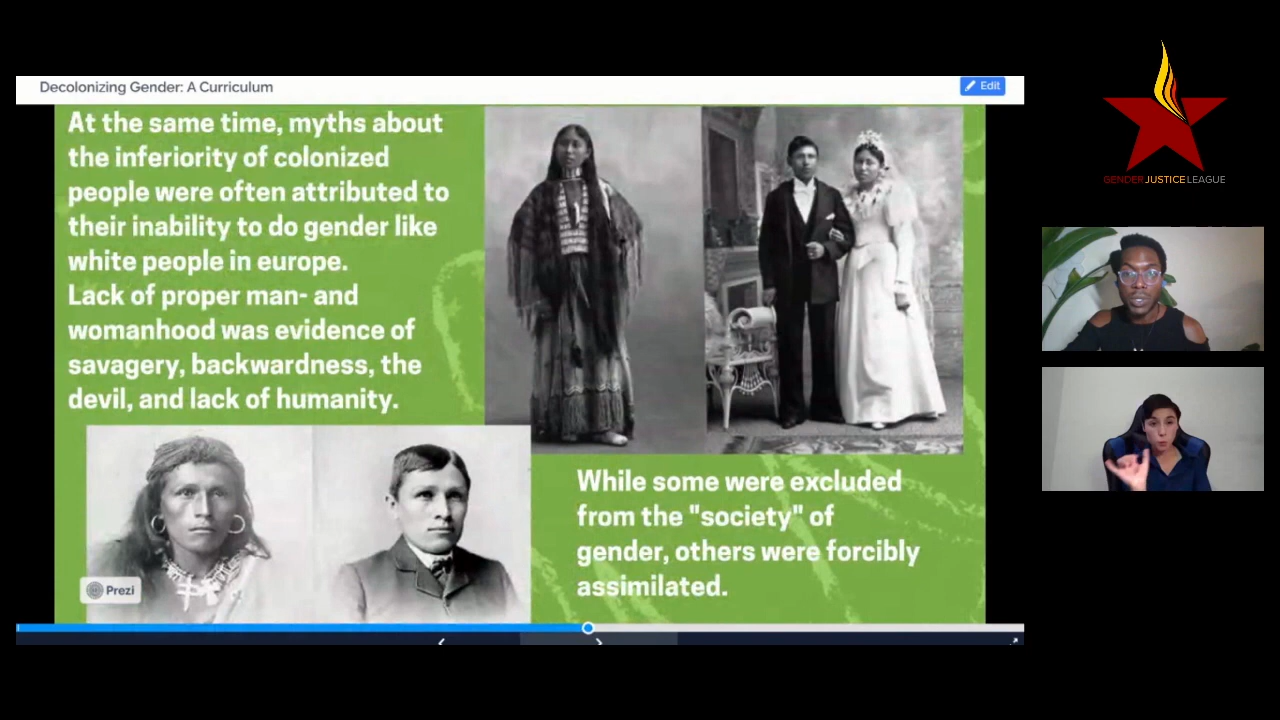 Decolonizing Gender: A Curriculum
Edit
At the same time, myths about
the inferiority of colonized
people were often attributed to
their inability to do gender like
white people in europe.
Lack of proper man- and
womanhood was evidence of
savagery, backwardness, the
devil, and lack of humanity.
While some were excluded
from the "society" of
gender, others were forcibly
assimilated.
Prezi
GENDER JUSTICE LEAGUE